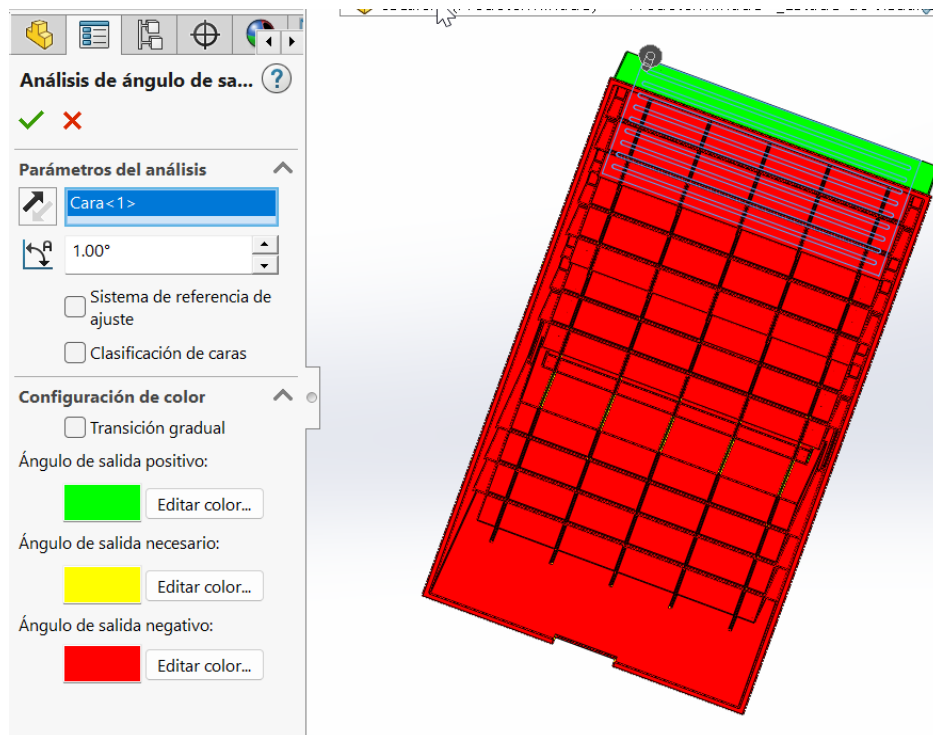 Análisis de ángulo de sa...
Parámetros del análisis
Cara<1>
1.00°
Sistema de referencia de
ajuste
Clasificación de caras
Configuración de color
Transición gradual
Ángulo de salida positivo:
Editar color...
Ángulo de salida necesario:
Editar color...
Ángulo de salida negativo:
Editar color...